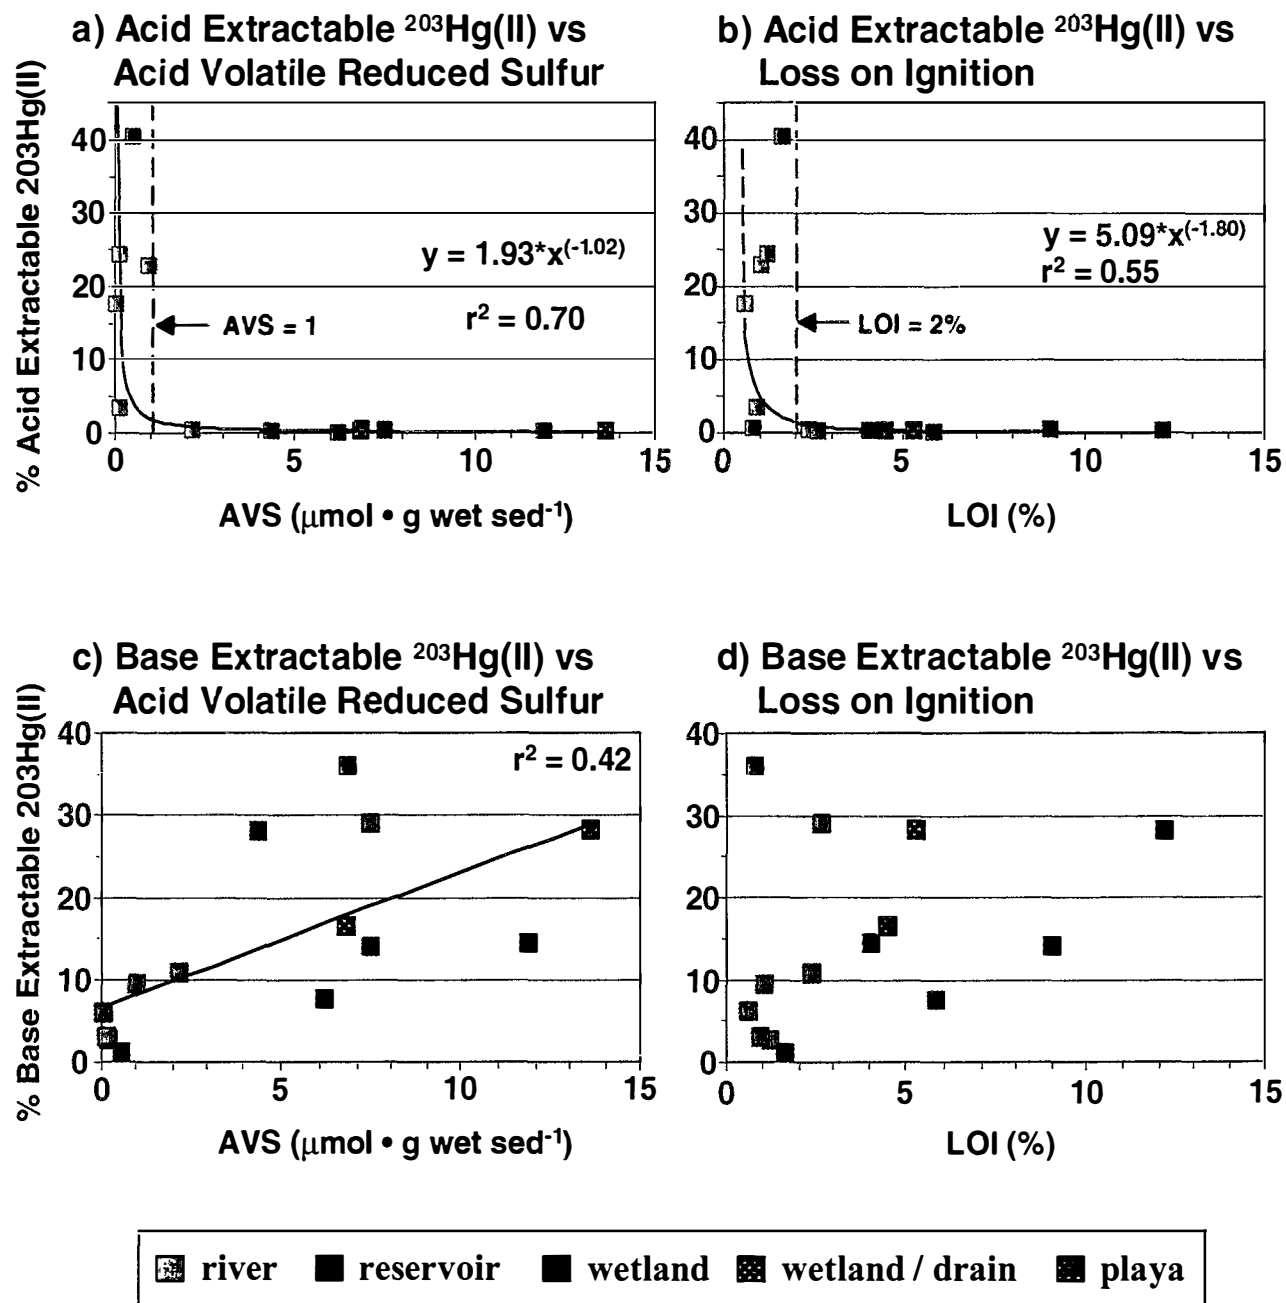 a) Acid Extractable ²⁰³Hg(II) vs
Acid Volatile Reduced Sulfur
% Acid Extractable 203Hg(II)
40
30
20
10
0
y = 1.93*x(-1.02)
r² = 0.70
AVS = 1
0 5 10 15
AVS (μmol • g wet sed⁻¹)
b) Acid Extractable ²⁰³Hg(II) vs
Loss on Ignition
40
30
20
10
0
y = 5.09*x(-1.80)
r² = 0.55
LOI = 2%
0 5 10 15
LOI (%)
c) Base Extractable ²⁰³Hg(II) vs
Acid Volatile Reduced Sulfur
% Base Extractable 203Hg(II)
40
30
20
10
0
r² = 0.42
0 5 10 15
AVS (μmol • g wet sed⁻¹)
d) Base Extractable ²⁰³Hg(II) vs
Loss on Ignition
40
30
20
10
0
0 5 10 15
LOI (%)
river reservoir wetland wetland / drain playa